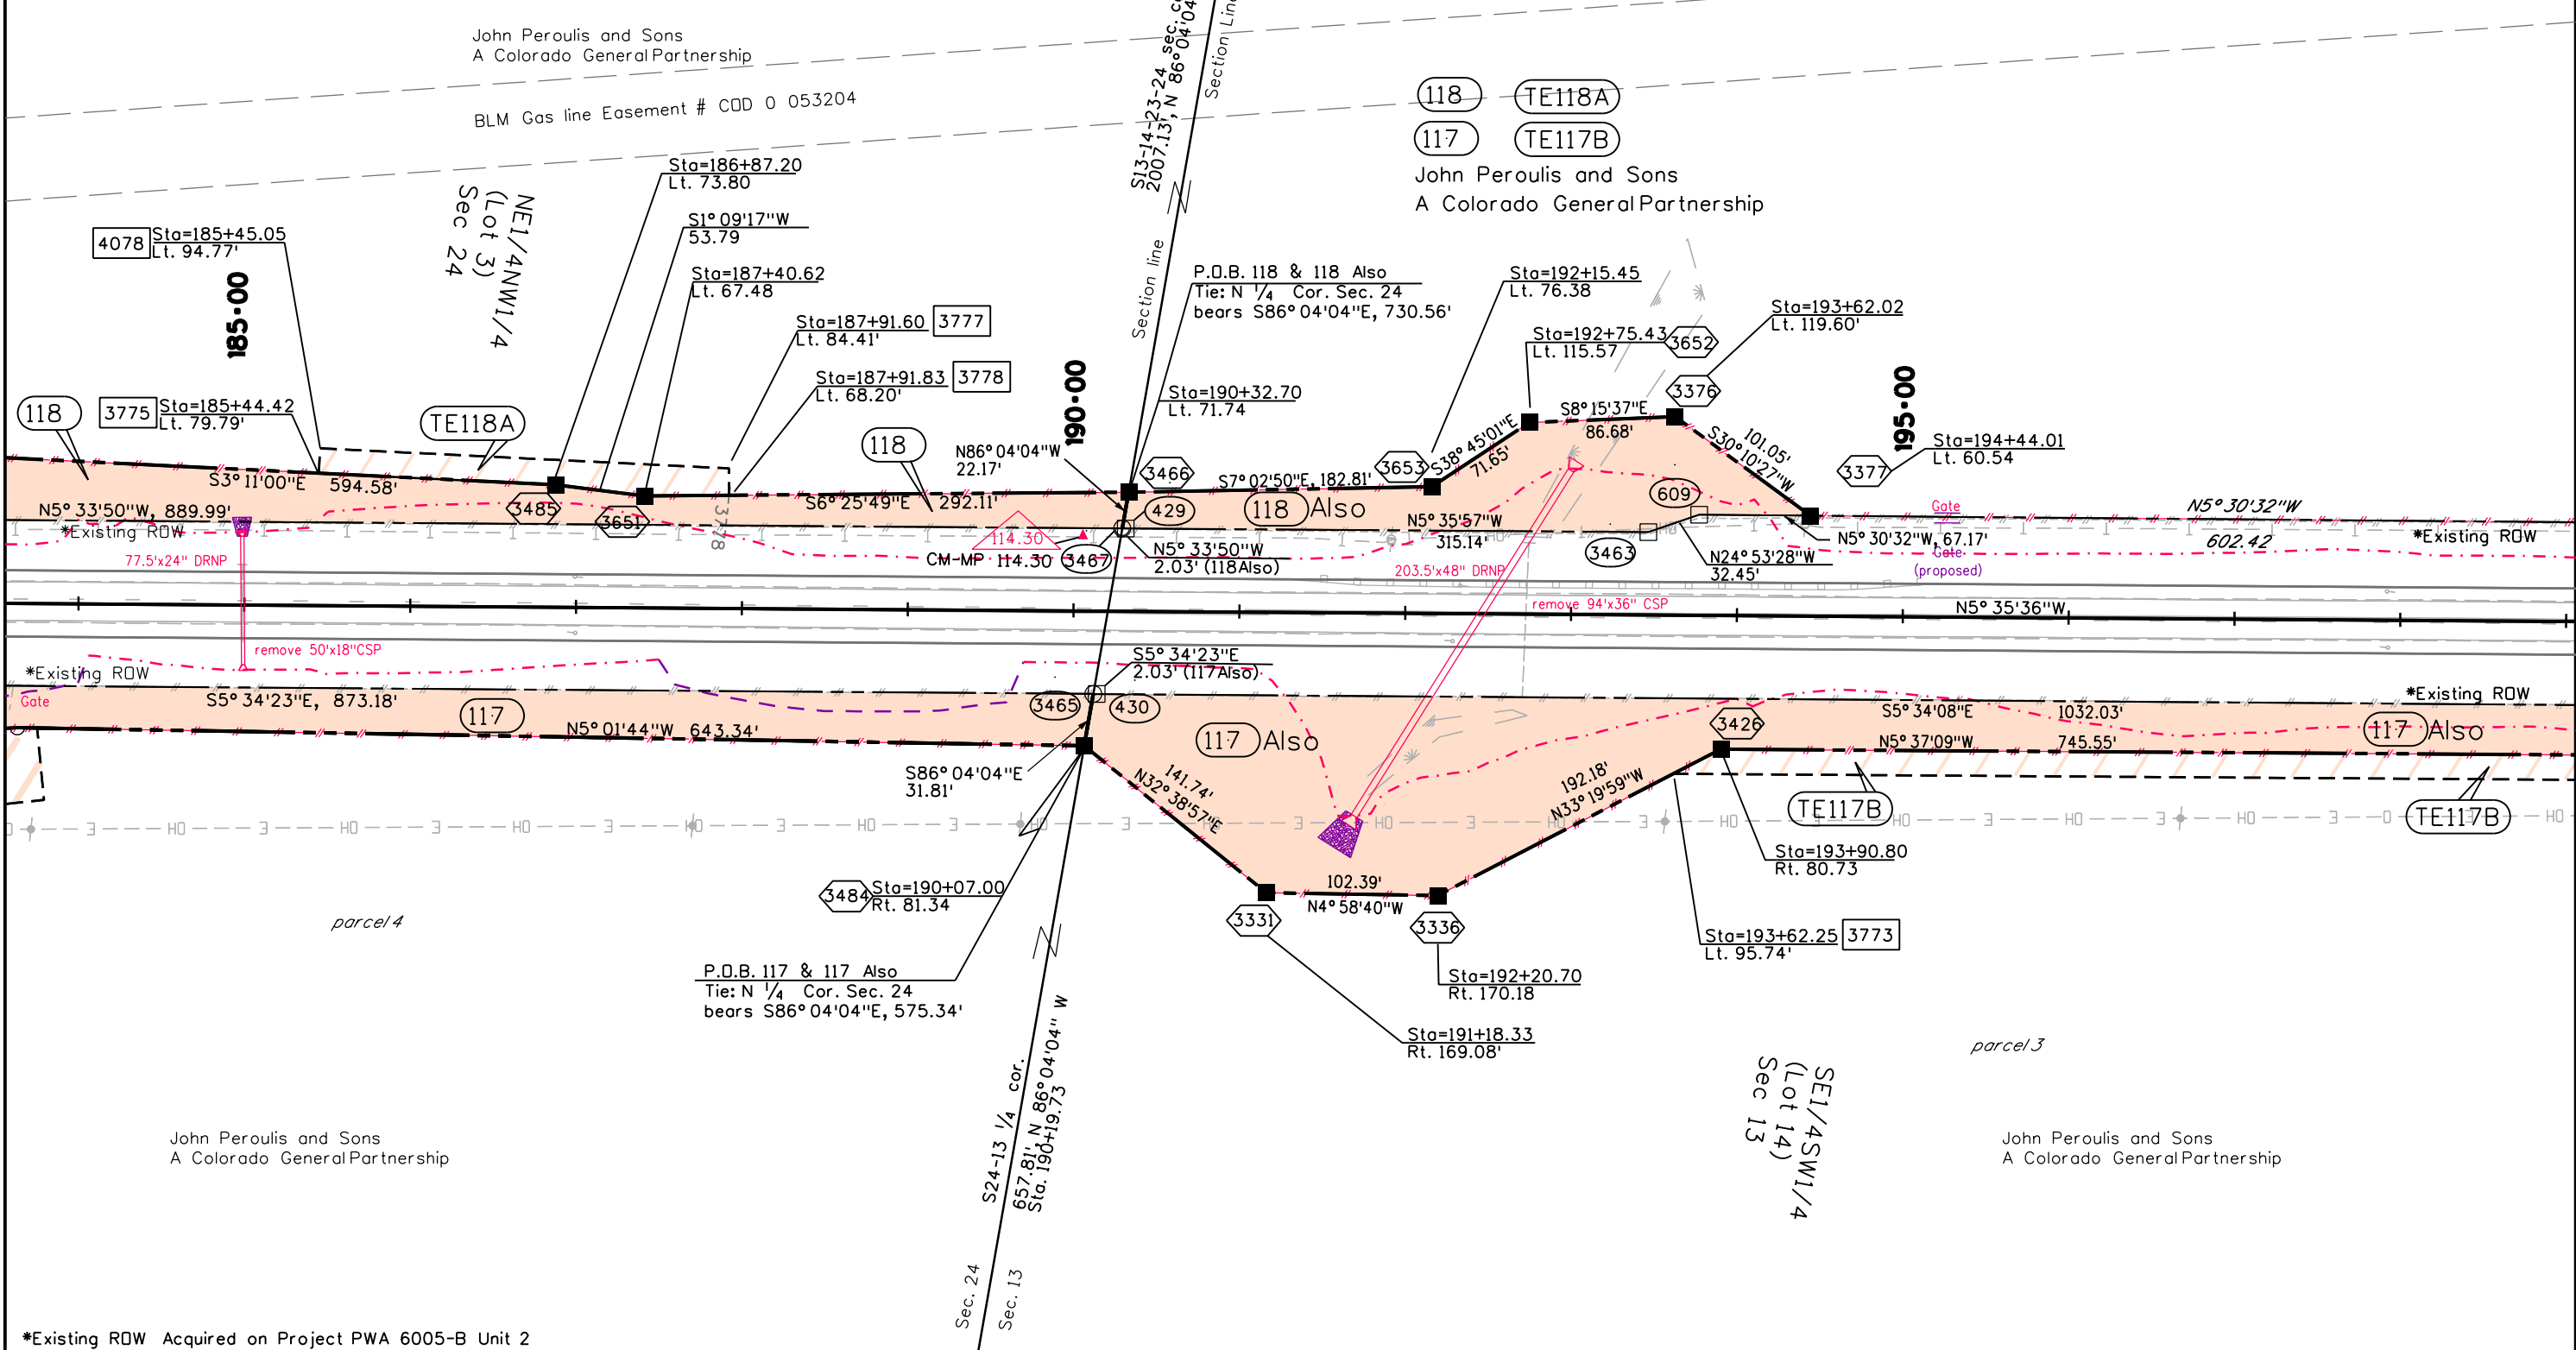 John Peroulis and Sons
A Colorado General Partnership
BLM Gas line Easement # COD 0 053204
S13-14-23-24 sec.
2007.13', N 86°04'04"
Section Line
118 TE118A
117 TE117B
John Peroulis and Sons
A Colorado General Partnership
Sta=186+87.20
Lt. 73.80
S1°09'17"W
53.79
Sta=187+40.62
Lt. 67.48
NE1/4NW1/4
(Lot 3)
Sec 24
4078 Sta=185+45.05
Lt. 94.77'
185+00
Sta=187+91.60 3777
Lt. 84.41'
Sta=187+91.83 3778
Lt. 68.20'
Section line
P.O.B. 118 & 118 Also
Tie: N 1/4 Cor. Sec. 24
bears S86°04'04"E, 730.56'
Sta=190+32.70
Lt. 71.74
190+00
Sta=192+15.45
Lt. 76.38
Sta=192+75.43 3652
Lt. 115.57
Sta=193+62.02
Lt. 119.60'
3376
195+00
Sta=194+44.01
Lt. 60.54
3377
118
3775 Sta=185+44.42
Lt. 79.79'
TE118A
118
N86°04'04"W
22.17'
3466
3653
S38°45'01"E
71.65'
S8°15'37"E
86.68'
101.05'
S30°10'27"W
S3°11'00"E 594.58'
S7°02'50"E, 182.81'
S6°25'49"E 292.11'
3485
3651
3778
429
118 Also
609
N5°33'50"W, 889.99'
*Existing ROW
114.30
CM-MP 114.30
3467
N5°33'50"W
2.03' (118Also)
N5°35'57"W
315.14'
3463
N24°53'28"W
32.45'
N5°30'32"W, 67.17'
Gate
Gate
(proposed)
N5°30'32"W
602.42
*Existing ROW
77.5'x24" DRNP
203.5'x48" DRNP
remove 94'x36" CSP
N5°35'36"W
remove 50'x18"CSP
*Existing ROW
Gate
S5°34'23"E, 873.18'
117
N5°01'44"W 643.34'
S5°34'23"E
2.03' (117Also)
3465
430
117 Also
3426
*Existing ROW
S5°34'08"E 1032.03'
N5°37'09"W 745.55'
117 Also
S86°04'04"E
31.81'
141.74'
N32°38'57"E
192.18'
N33°19'59"W
102.39'
N4°58'40"W
TE117B
TE117B
Sta=193+90.80
Rt. 80.73
3484 Sta=190+07.00
Rt. 81.34
3331
3336
Sta=193+62.25 3773
Lt. 95.74'
Sta=192+20.70
Rt. 170.18
Sta=191+18.33
Rt. 169.08'
P.O.B. 117 & 117 Also
Tie: N 1/4 Cor. Sec. 24
bears S86°04'04"E, 575.34'
parcel 4
parcel 3
S24-13 1/4 cor.
657.81', N 86°04'04" W
Sta. 190+19.73
SE1/4SW1/4
(Lot 14)
Sec 13
John Peroulis and Sons
A Colorado General Partnership
John Peroulis and Sons
A Colorado General Partnership
Sec. 24
Sec. 13
*Existing ROW Acquired on Project PWA 6005-B Unit 2